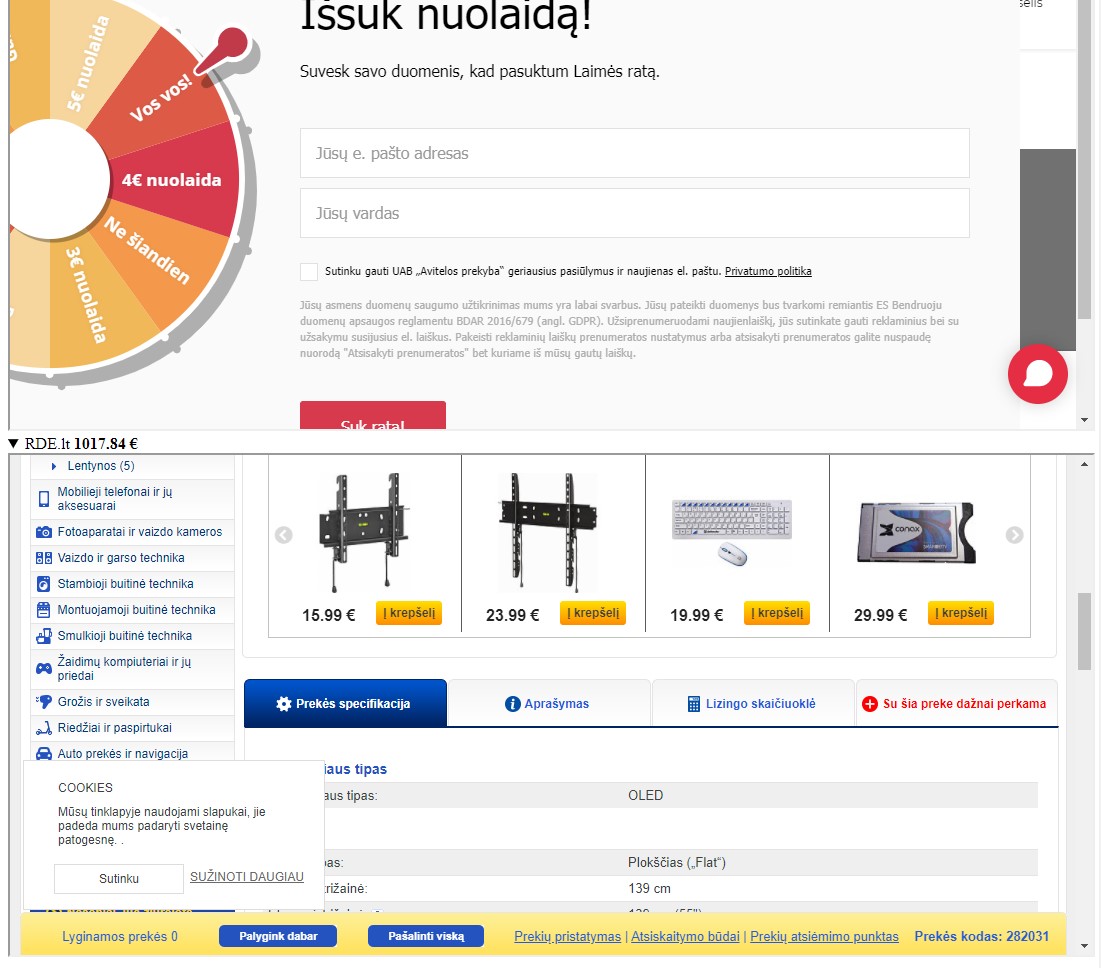 Išsuk nuolaidą!
Suvesk savo duomenis, kad pasuktum Laimės ratą.
5€ nuolaida
Vos vos!
4€ nuolaida
Ne šiandien
3€ nuolaida
Jūsų e. pašto adresas
Jūsų vardas
Sutinku gauti UAB „Avitelos prekyba“ geriausius pasiūlymus ir naujienas el. paštu. Privatumo politika
Jūsų asmens duomenų saugumo užtikrinimas mums yra labai svarbus. Jūsų pateikti duomenys bus tvarkomi remiantis ES Bendruoju
duomenų apsaugos reglamentu BDAR 2016/679 (angl. GDPR). Užsiprenumeruodami naujienlaiškį, jūs sutinkate gauti reklaminius bei su
užsakymu susijusius el. laiškus. Pakeisti reklaminių laiškų prenumeratos nustatymus arba atsisakyti prenumeratos galite nuspaudę
nuorodą "Atsisakyti prenumeratos" bet kuriame iš mūsų gautų laiškų.
Suk ratą!
RDE.lt 1017.84 €
Lentynos (5)
Mobilieji telefonai ir jų
aksesuarai
Fotoaparatai ir vaizdo kameros
Vaizdo ir garso technika
Stambioji buitinė technika
Montuojamoji buitinė technika
Smulkioji buitinė technika
Žaidimų kompiuteriai ir jų
priedai
Grožis ir sveikata
Riedžiai ir paspirtukai
Auto prekės ir navigacija
conax
15.99 € Į krepšelį
23.99 € Į krepšelį
19.99 € Į krepšelį
29.99 € Į krepšelį
Prekės specifikacija
Aprašymas
Lizingo skaičiuoklė
Su šia preke dažnai perkama
iaus tipas
aus tipas: OLED
pas: Plokščias („Flat“)
trižainė: 139 cm
COOKIES
Mūsų tinklapyje naudojami slapukai, jie
padeda mums padaryti svetainę
patogesnę. .
Sutinku
SUŽINOTI DAUGIAU
Lyginamos prekės 0
Palygink dabar
Pašalinti viską
Prekių pristatymas | Atsiskaitymo būdai | Prekių atsiėmimo punktas
Prekės kodas: 282031